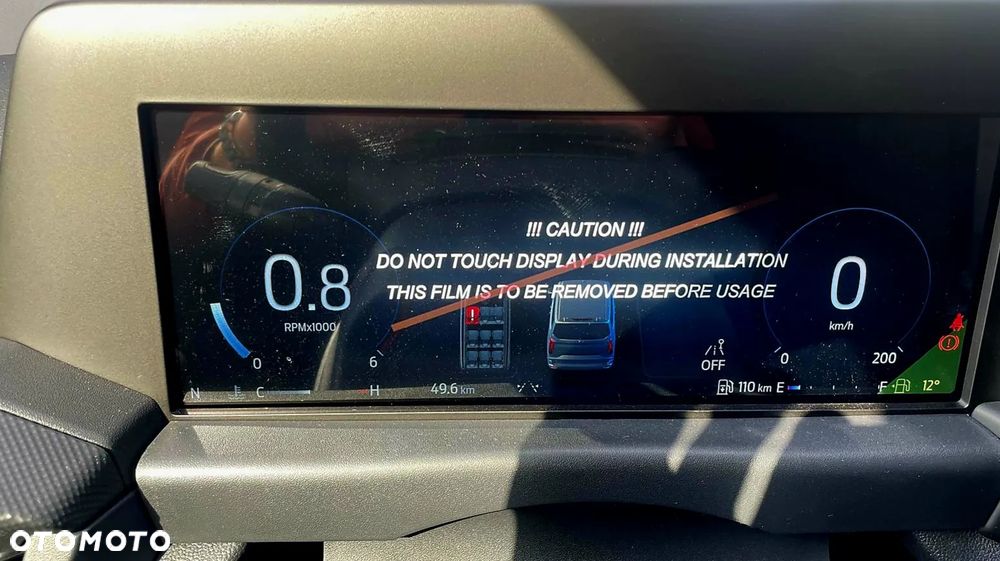 !!! CAUTION !!!
DO NOT TOUCH DISPLAY DURING INSTALLATION
THIS FILM IS TO BE REMOVED BEFORE USAGE
0.8
RPMx1000
0
6
0
km/h
0
200
OFF
N
C
H
49.6 km
110 km
E
F
12°
OTOMOTO